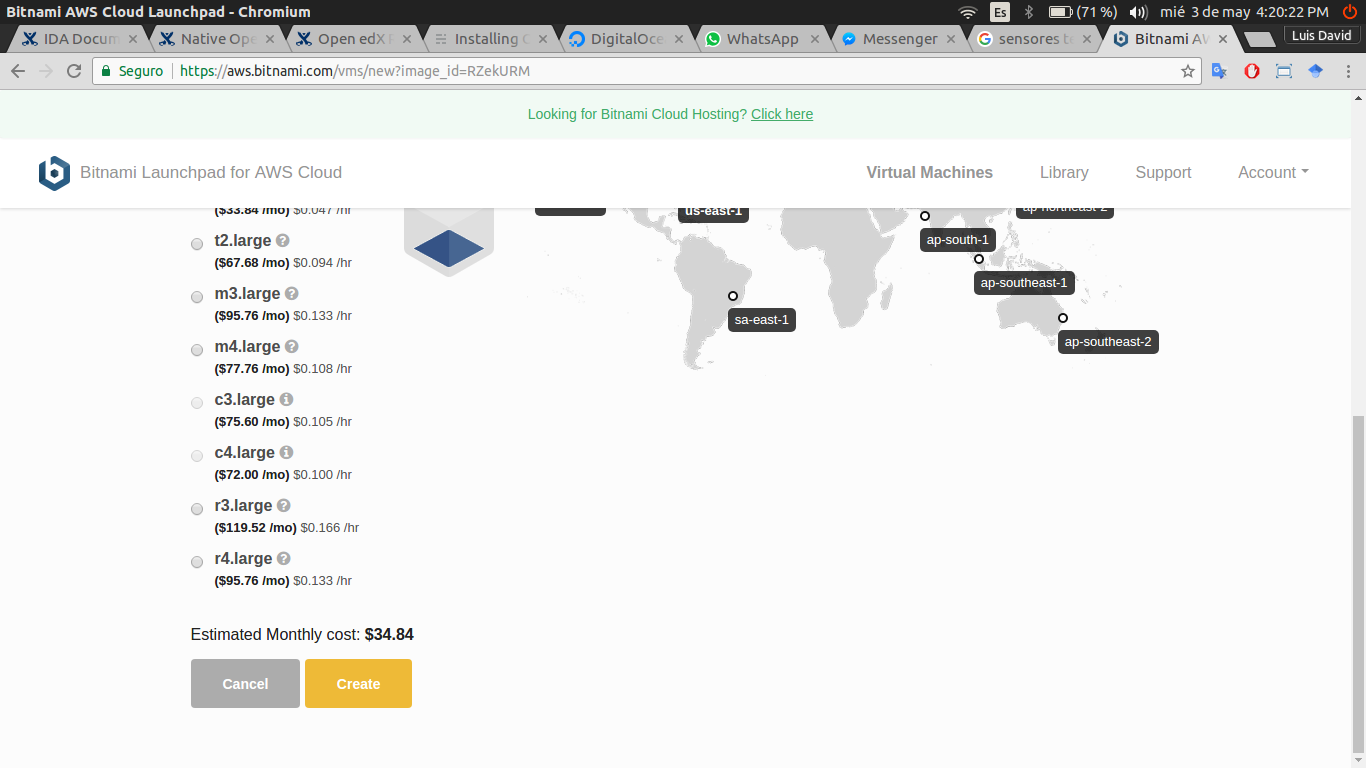 Bitnami AWS Cloud Launchpad - Chromium
Es
(71 %)
mié 3 de may 4:20:22 PM
IDA Docum
Native Ope
Open edX
Installing
DigitalOce
WhatsApp
Messenger
sensores te
Bitnami AW
Luis David
Seguro
https://aws.bitnami.com/vms/new?image_id=RZekURM
Looking for Bitnami Cloud Hosting? Click here
Bitnami Launchpad for AWS Cloud
Virtual Machines
Library
Support
Account
($33.84 /mo) $0.047 /hr
t2.large
($67.68 /mo) $0.094 /hr
m3.large
($95.76 /mo) $0.133 /hr
m4.large
($77.76 /mo) $0.108 /hr
c3.large
($75.60 /mo) $0.105 /hr
c4.large
($72.00 /mo) $0.100 /hr
r3.large
($119.52 /mo) $0.166 /hr
r4.large
($95.76 /mo) $0.133 /hr
us-east-1
ap-northeast-2
ap-south-1
ap-southeast-1
sa-east-1
ap-southeast-2
Estimated Monthly cost: $34.84
Cancel
Create